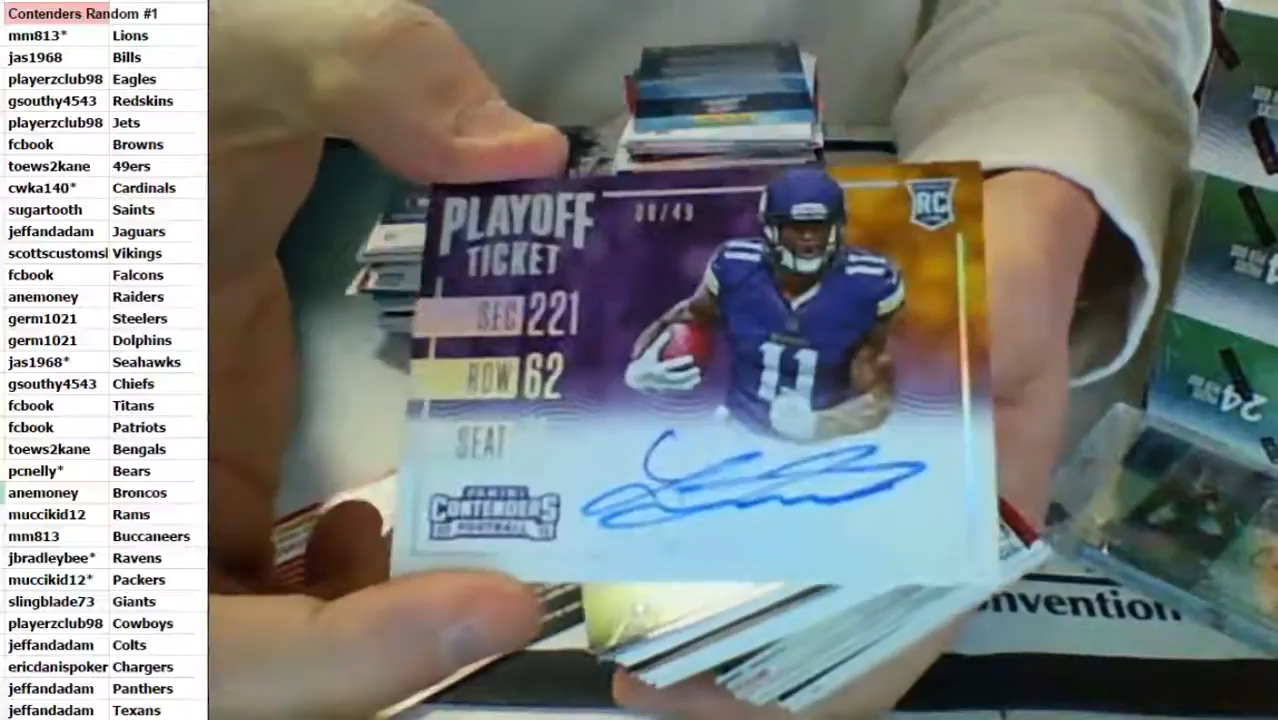 Contenders Random #1
mm813* Lions
jas1968 Bills
playerzclub98 Eagles
gsouthy4543 Redskins
playerzclub98 Jets
fcbook Browns
toews2kane 49ers
cwka140* Cardinals
sugartooth Saints
jeffandadam Jaguars
scottscustomsl Vikings
fcbook Falcons
anemoney Raiders
germ1021 Steelers
germ1021 Dolphins
jas1968* Seahawks
gsouthy4543 Chiefs
fcbook Titans
fcbook Patriots
toews2kane Bengals
pcnelly* Bears
anemoney Broncos
muccikid12 Rams
mm813 Buccaneers
jbradleybee* Ravens
muccikid12* Packers
slingblade73 Giants
playerzclub98 Cowboys
jeffandadam Colts
ericdanispoker Chargers
jeffandadam Panthers
jeffandadam Texans
PLAYOFF
TICKET
SEC 221
ROW 62
SEAT
RC
11
PANINI
CONTENDERS
FOOTBALL
24
nvention